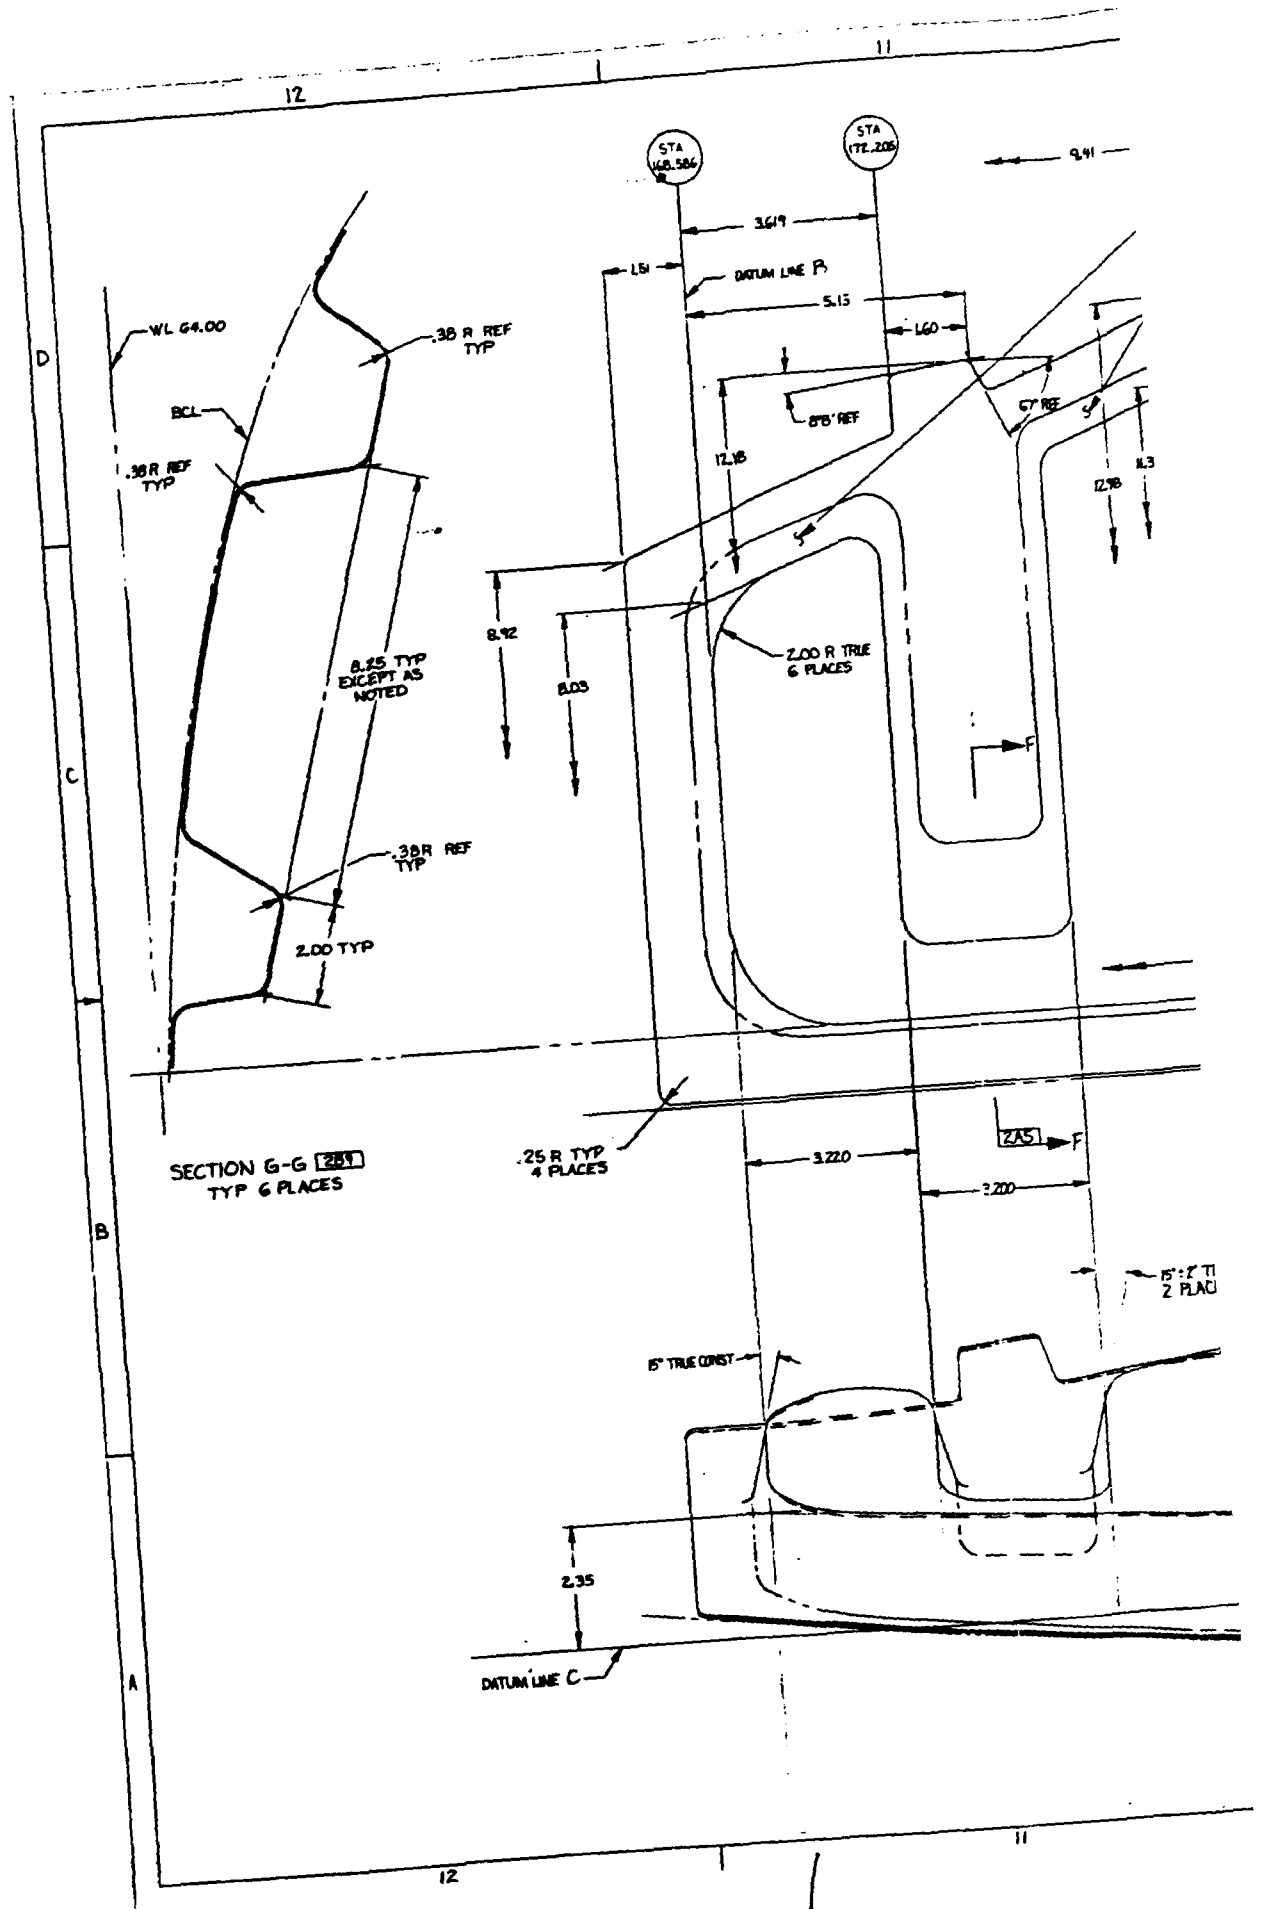 12
11
STA
168.586
STA
172.205
9.41
3.619
1.51
DATUM LINE B
5.13
1.60
WL 64.00
D
.38 R REF
TYP
8°8' REF
67° REF
BCL
12.18
.38 R REF
TYP
12.98
11.3
8.92
8.03
2.00 R TRUE
6 PLACES
8.25 TYP
EXCEPT AS
NOTED
F
C
.38 R REF
TYP
2.00 TYP
2A5
F
.25 R TYP
4 PLACES
3.220
SECTION G-G
TYP 6 PLACES
B
2 PLAC
15° TRUE CONST
2.35
DATUM LINE C
A
11
12